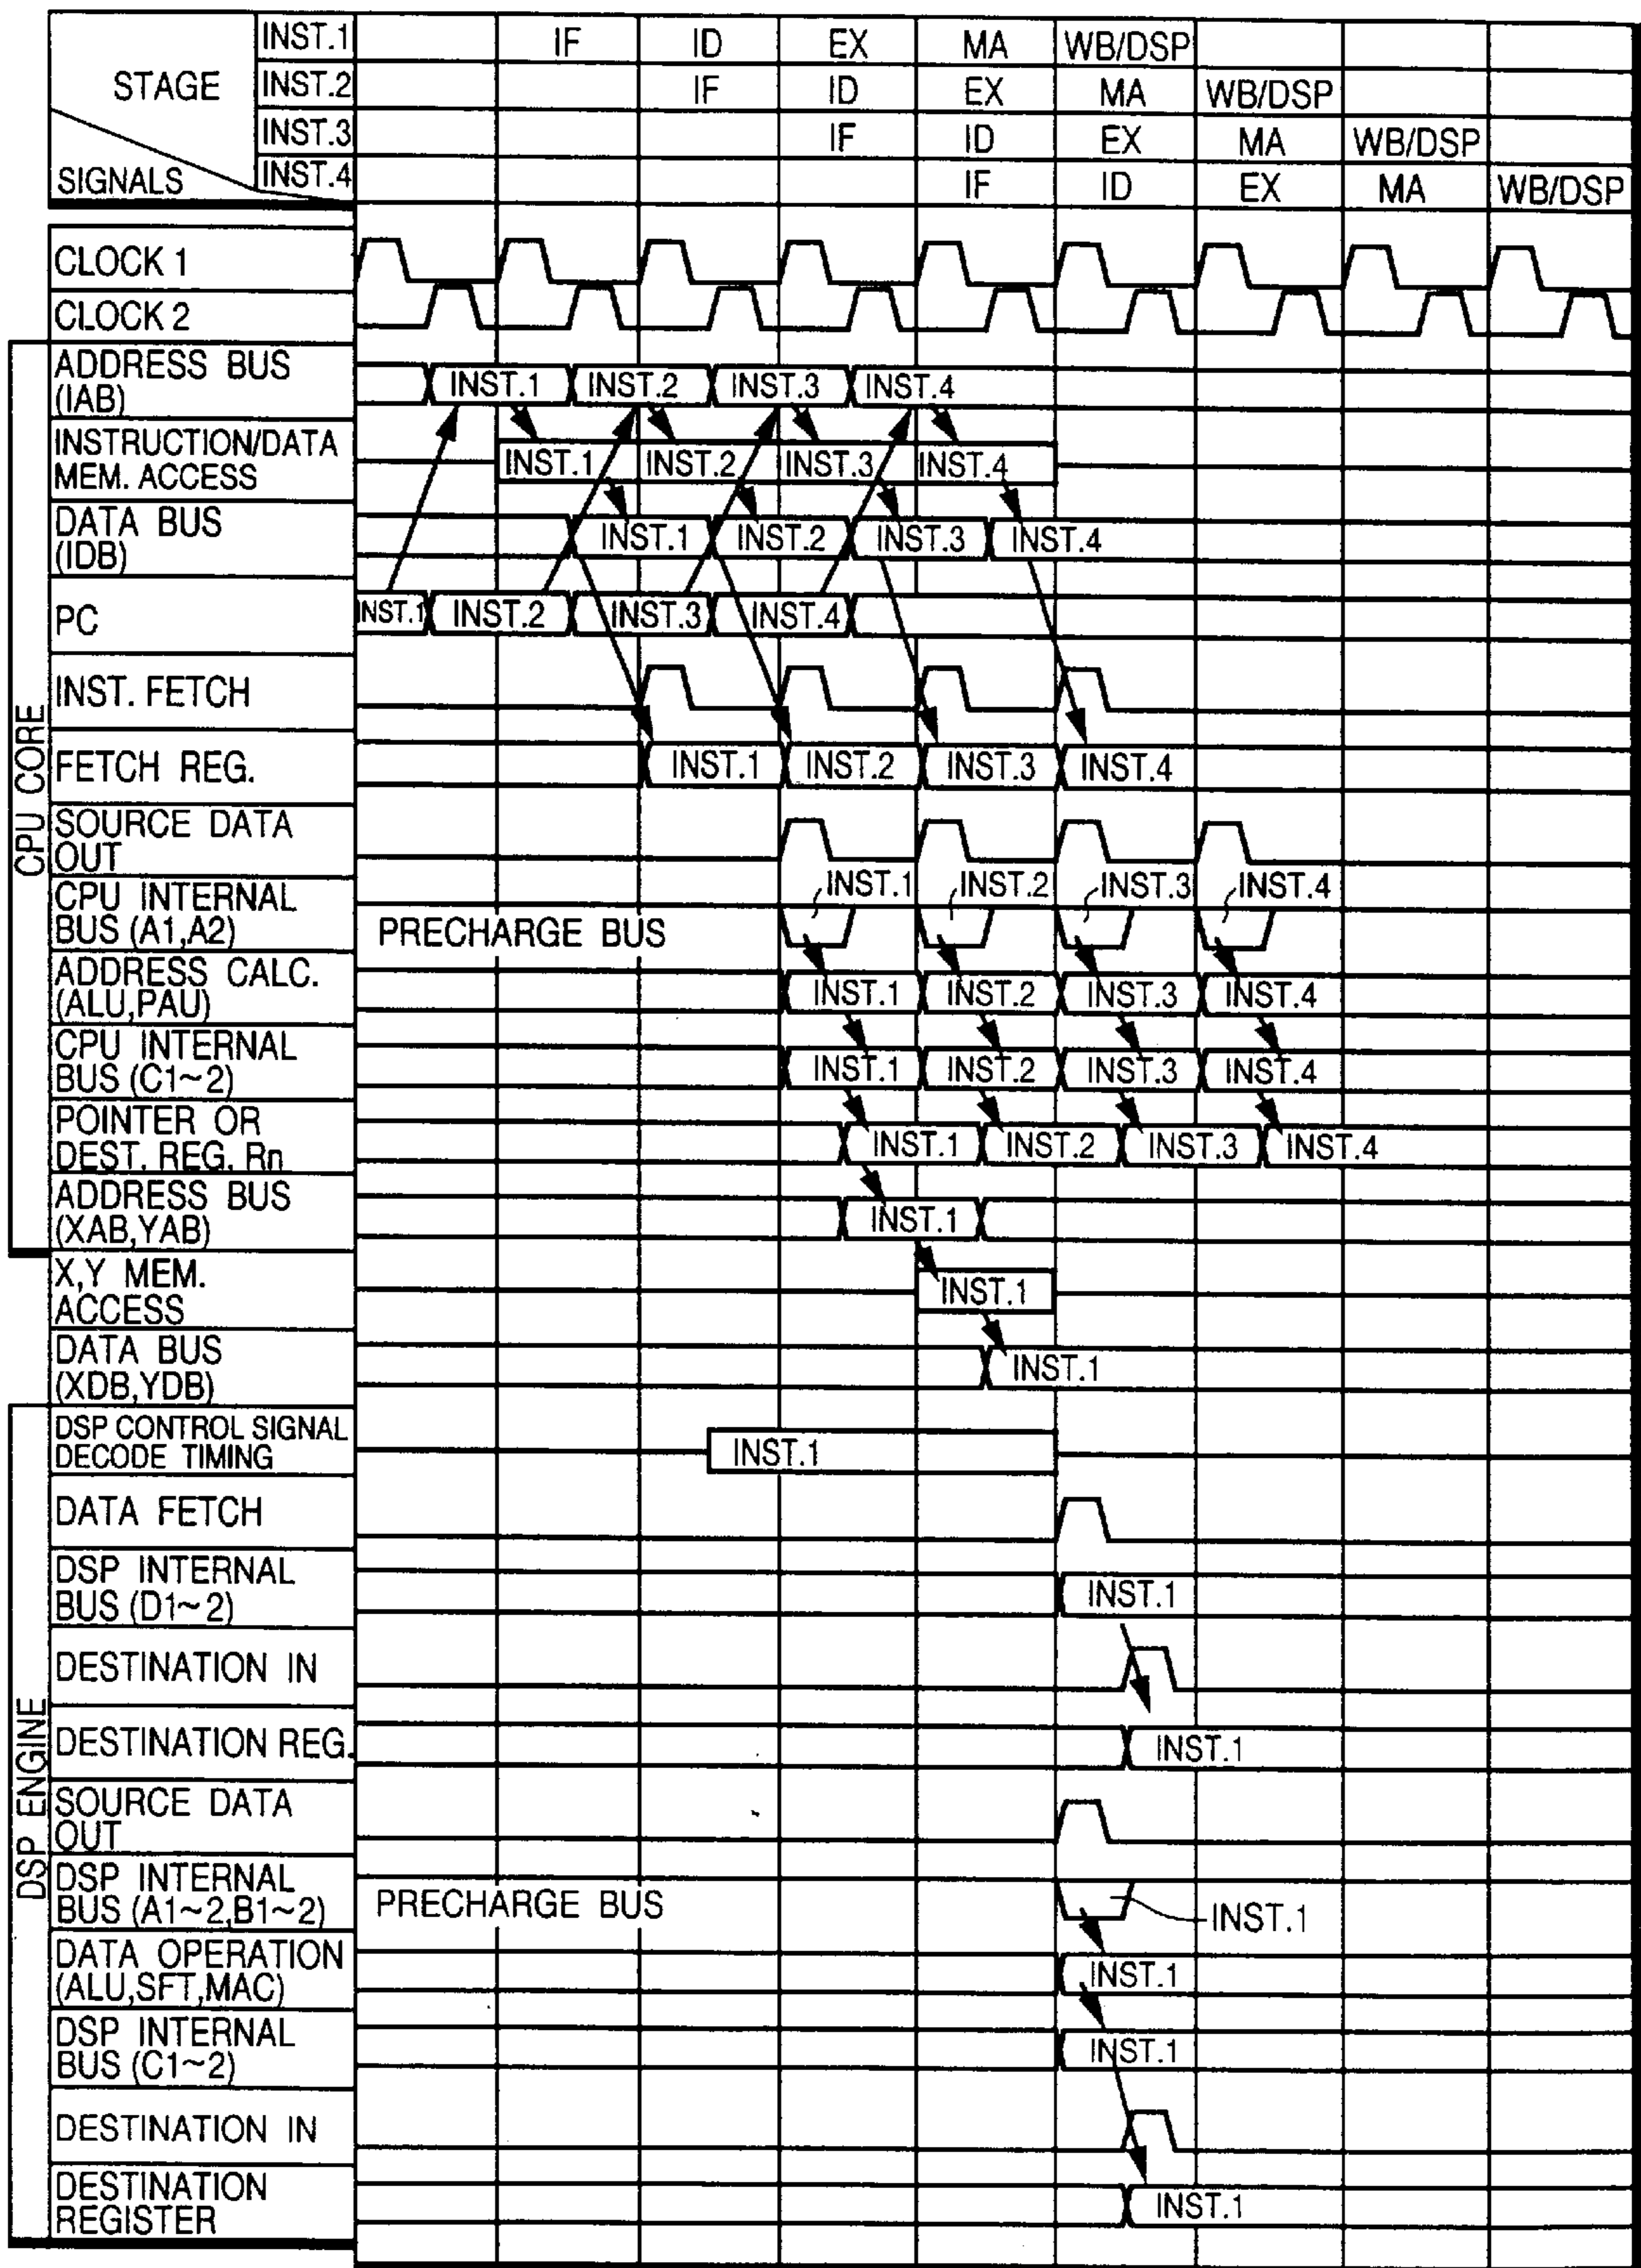 INST.1 IF ID EX MA WB/DSP
STAGE INST.2 IF ID EX MA WB/DSP
INST.3 IF ID EX MA WB/DSP
SIGNALS INST.4 IF ID EX MA WB/DSP
CLOCK 1
CLOCK 2
CPU CORE
ADDRESS BUS
(IAB)
INST.1 INST.2 INST.3 INST.4
INSTRUCTION/DATA
MEM. ACCESS
INST.1 INST.2 INST.3 INST.4
DATA BUS
(IDB)
INST.1 INST.2 INST.3 INST.4
PC
INST.1 INST.2 INST.3 INST.4
INST. FETCH
FETCH REG.
INST.1 INST.2 INST.3 INST.4
SOURCE DATA
OUT
CPU INTERNAL
BUS (A1,A2)
PRECHARGE BUS
INST.1 INST.2 INST.3 INST.4
ADDRESS CALC.
(ALU,PAU)
INST.1 INST.2 INST.3 INST.4
CPU INTERNAL
BUS (C1~2)
INST.1 INST.2 INST.3 INST.4
POINTER OR
DEST. REG. Rn
INST.1 INST.2 INST.3 INST.4
ADDRESS BUS
(XAB,YAB)
INST.1
X,Y MEM.
ACCESS
INST.1
DATA BUS
(XDB,YDB)
INST.1
DSP ENGINE
DSP CONTROL SIGNAL
DECODE TIMING
INST.1
DATA FETCH
DSP INTERNAL
BUS (D1~2)
INST.1
DESTINATION IN
DESTINATION REG.
INST.1
SOURCE DATA
OUT
DSP INTERNAL
BUS (A1~2,B1~2)
PRECHARGE BUS
INST.1
DATA OPERATION
(ALU,SFT,MAC)
INST.1
DSP INTERNAL
BUS (C1~2)
INST.1
DESTINATION IN
DESTINATION
REGISTER
INST.1